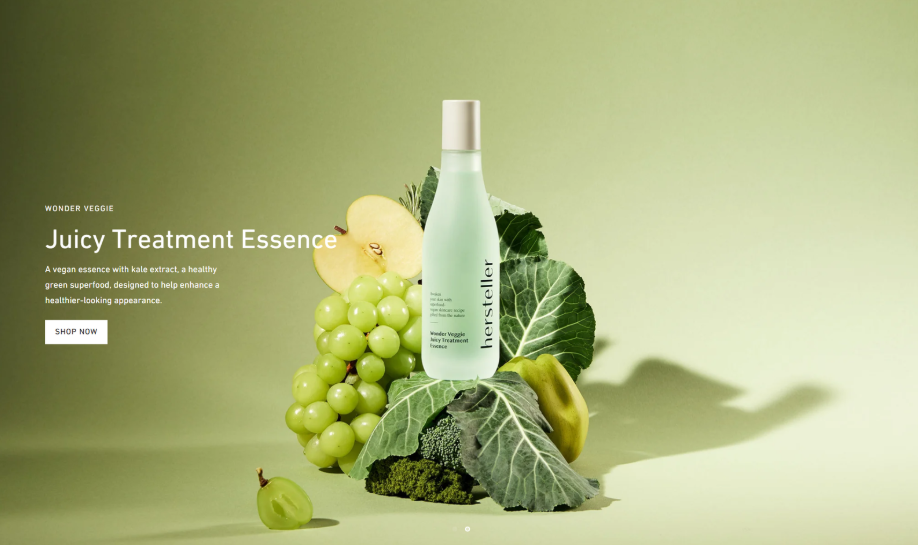 WONDER VEGGIE
Juicy Treatment Essence
A vegan essence with kale extract, a healthy
green superfood, designed to help enhance a
healthier-looking appearance.
SHOP NOW
hersteller
Wonder Veggie
Juicy Treatment
Essence